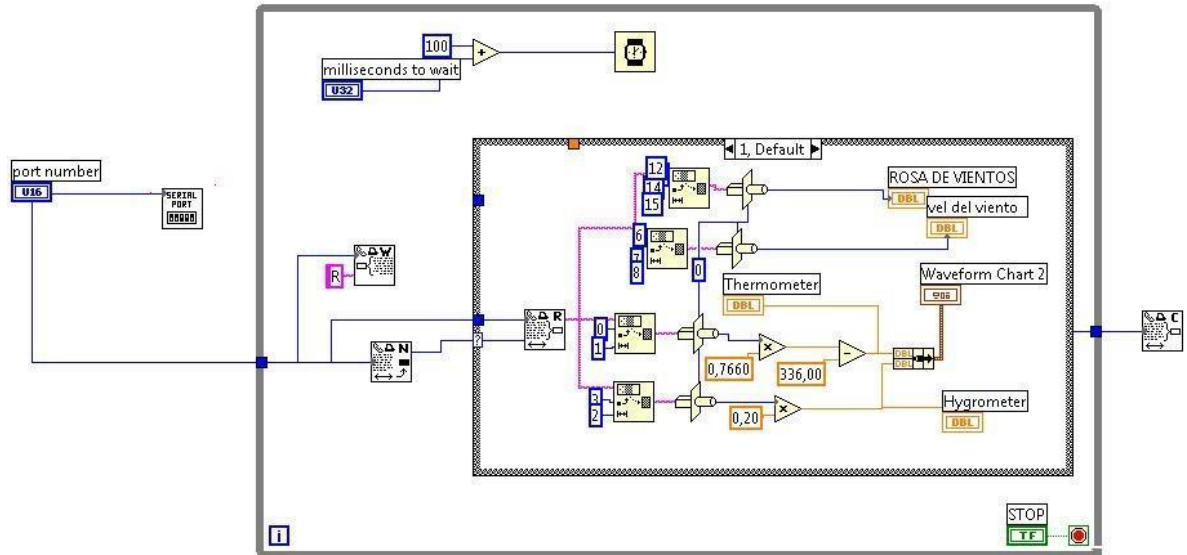 100
+
milliseconds to wait
U32
port number
U16
SERIAL
PORT
1, Default
12
14
15
ROSA DE VIENTOS
DBL
vel del viento
DBL
6
7
8
0
W
R
Thermometer
DBL
Waveform Chart 2
R
0
1
0,7660
x
336,00
-
DBL
DBL
N
?
C
3
2
0,20
x
Hygrometer
DBL
i
STOP
TF